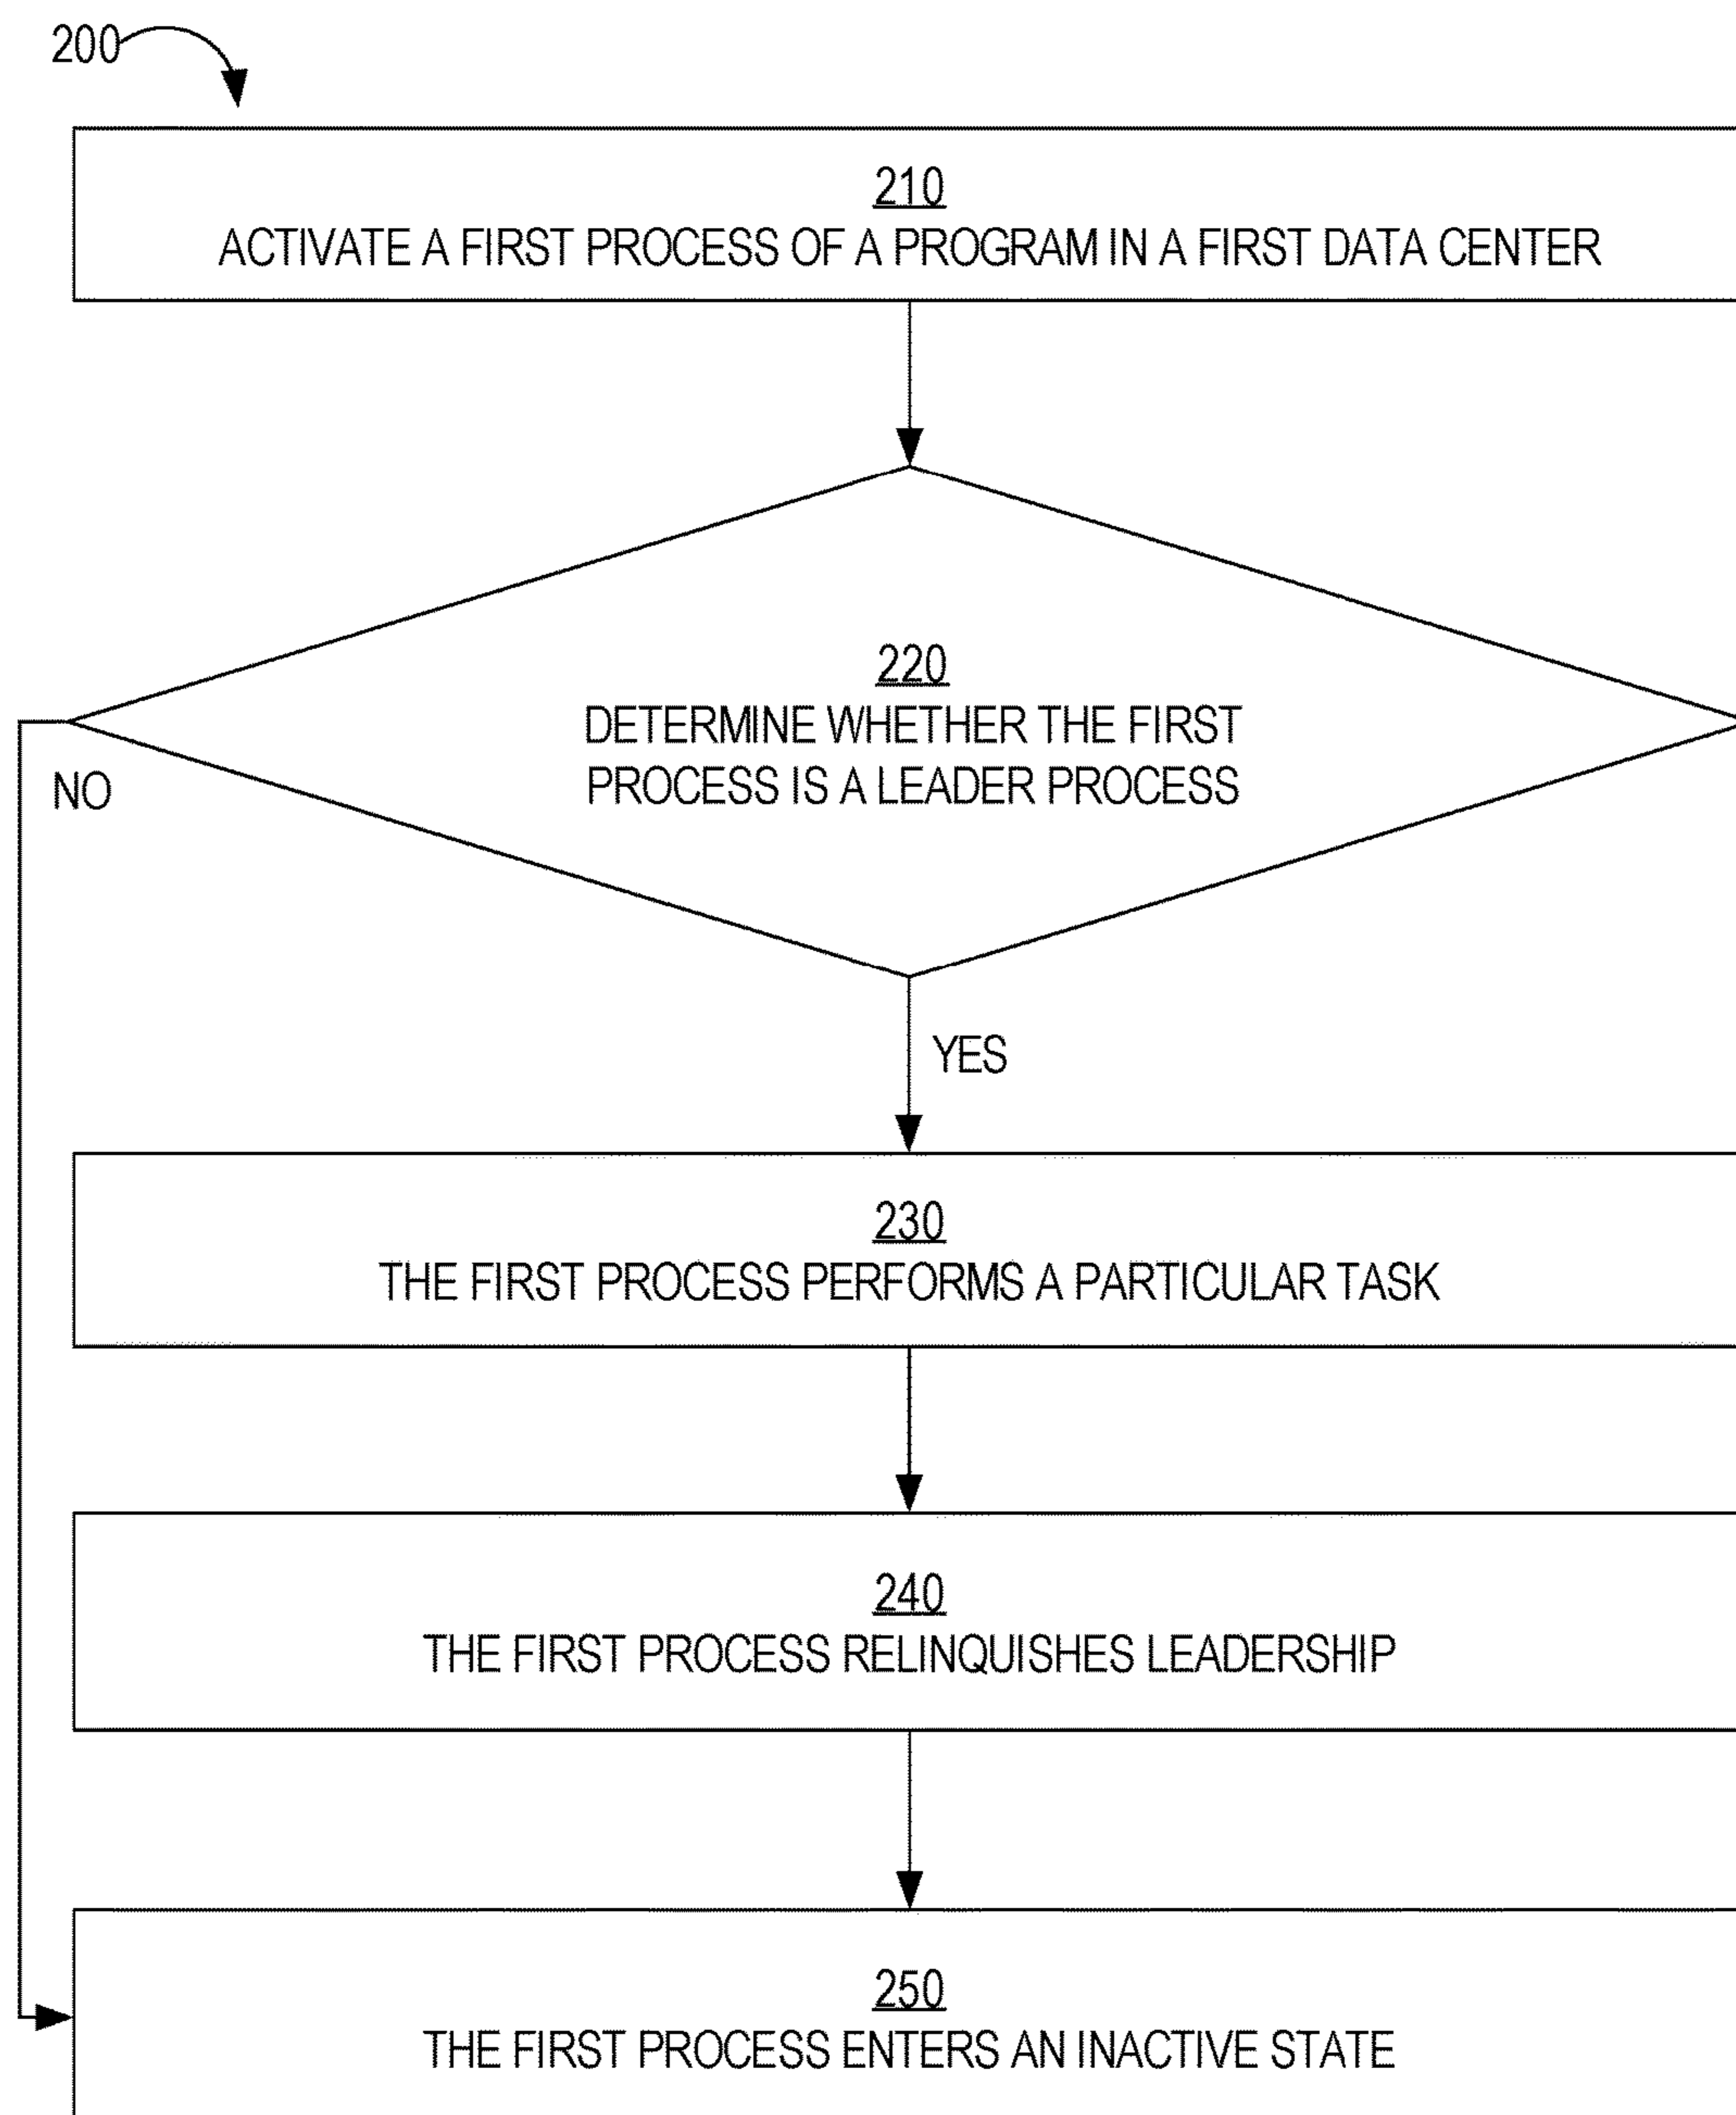 200
210
ACTIVATE A FIRST PROCESS OF A PROGRAM IN A FIRST DATA CENTER
220
DETERMINE WHETHER THE FIRST
PROCESS IS A LEADER PROCESS
NO
YES
230
THE FIRST PROCESS PERFORMS A PARTICULAR TASK
240
THE FIRST PROCESS RELINQUISHES LEADERSHIP
250
THE FIRST PROCESS ENTERS AN INACTIVE STATE